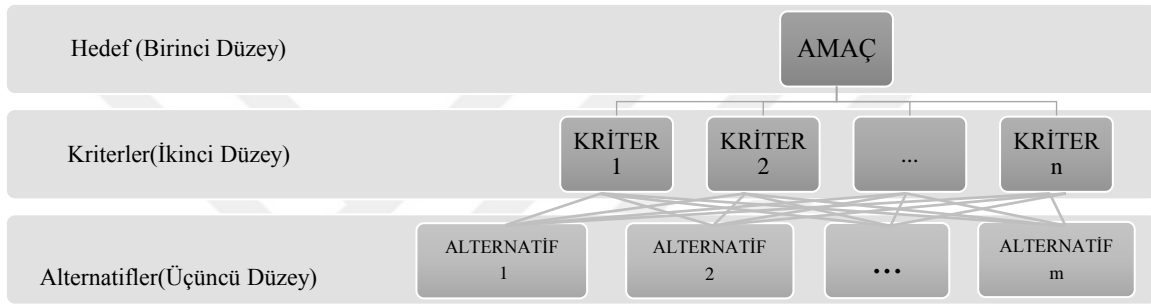 Hedef (Birinci Düzey)
AMAÇ
Kriterler(İkinci Düzey)
KRİTER
1
KRİTER
2
...
KRİTER
n
Alternatifler(Üçüncü Düzey)
ALTERNATİF
1
ALTERNATİF
2
...
ALTERNATİF
m